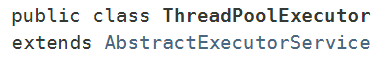 public class ThreadPoolExecutor
extends AbstractExecutorService